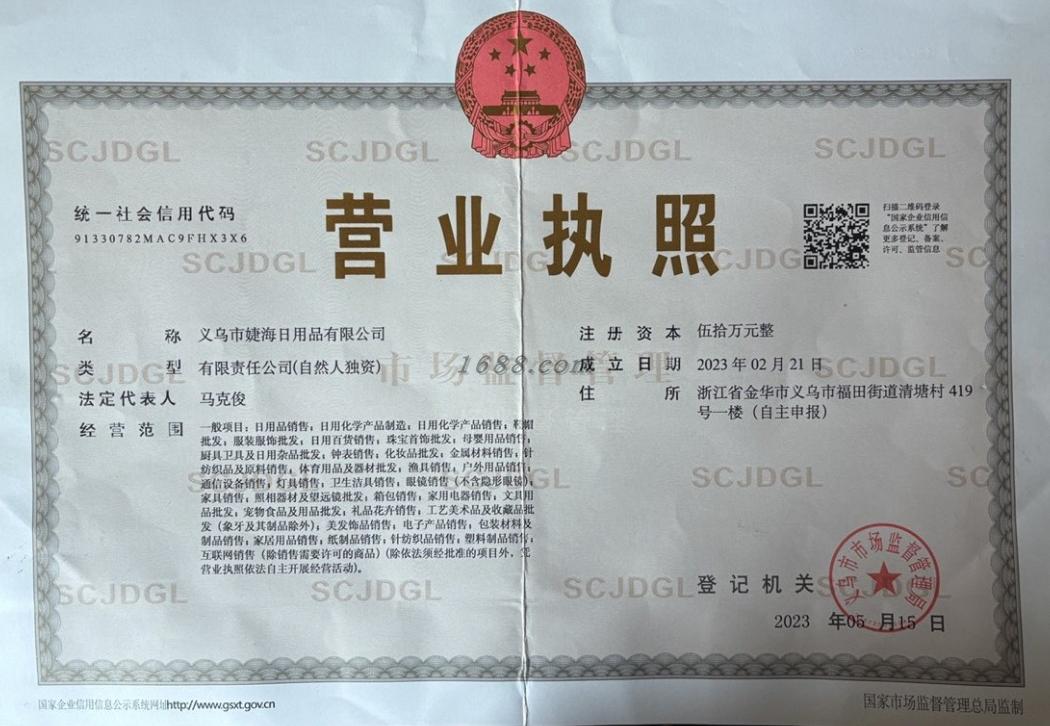 营业执照
统一社会信用代码
91330782MAC9FHX3X6
扫描二维码登录
“国家企业信用信
息公示系统”了解
更多登记、备案、
许可、监管信息
名称 义乌市婕海日用品有限公司
类型 有限责任公司(自然人独资)
法定代表人 马克俊
经营范围 一般项目：日用品销售；日用化学产品制造；日用化学产品销售；鞋帽
批发；服装服饰批发；日用百货销售；珠宝首饰批发；母婴用品销售；
厨具卫具及日用杂品批发；钟表销售；化妆品批发；金属材料销售；针
纺织品及原料销售；体育用品及器材批发；渔具销售；户外用品销售；
通信设备销售；灯具销售；卫生洁具销售；眼镜销售（不含隐形眼镜）；
家具销售；照相器材及望远镜批发；箱包销售；家用电器销售；文具用
品批发；宠物食品及用品批发；礼品花卉销售；工艺美术品及收藏品批
发（象牙及其制品除外）；美发饰品销售；电子产品销售；包装材料及
制品销售；家居用品销售；纸制品销售；针纺织品销售；塑料制品销售；
互联网销售（除销售需要许可的商品）(除依法须经批准的项目外，凭
营业执照依法自主开展经营活动)。
注册资本 伍拾万元整
成立日期 2023年02月21日
住所 浙江省金华市义乌市福田街道清塘村419
号一楼（自主申报）
1688.com
市场监督管理
SCJDGL SCJDGL SCJDGL SCJDGL
SCJDGL SCJDGL SCJDGL SC
SCJDGL SCJDGL
SCJDGL SCJDGL SC
SCJDGL SCJDGL SCJDGL SCJDGL
登记机关
义乌市市场监督管理局
2023 年05 月15 日
国家企业信用信息公示系统网址http://www.gsxt.gov.cn
国家市场监督管理总局监制